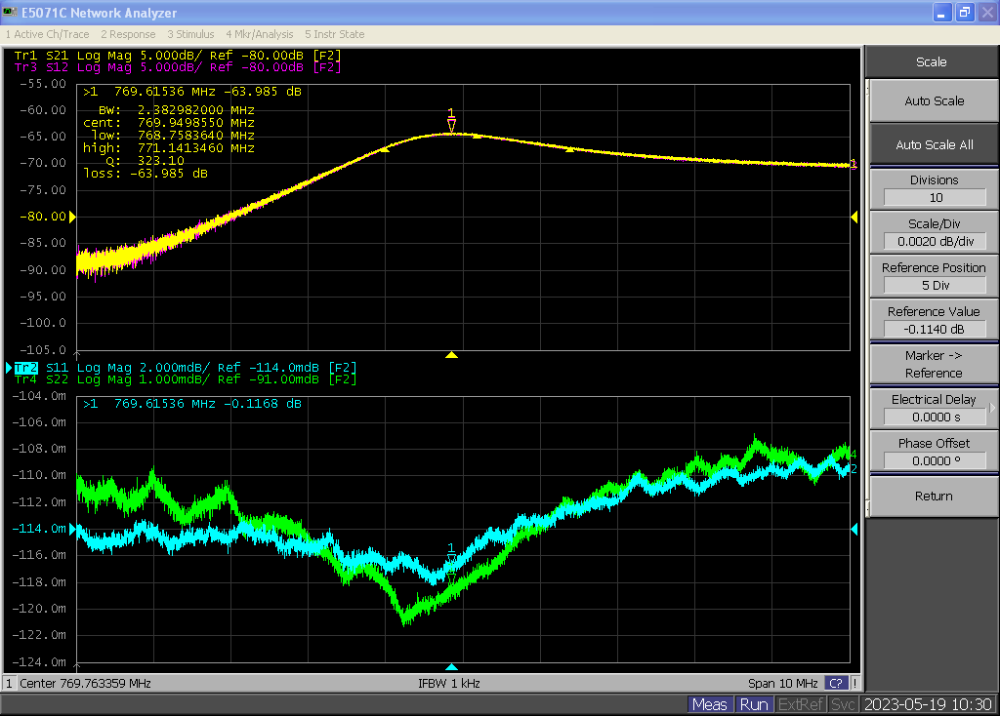 E5071C Network Analyzer
1 Active Ch/Trace 2 Response 3 Stimulus 4 Mkr/Analysis 5 Instr State
Tr1 S21 Log Mag 5.000dB/ Ref -80.00dB [F2]
Tr3 S12 Log Mag 5.000dB/ Ref -80.00dB [F2]
-55.00
>1 769.61536 MHz -63.985 dB
-60.00
BW: 2.382982000 MHz
cent: 769.9498550 MHz
low: 768.7583640 MHz
-65.00
high: 771.1413460 MHz
Q: 323.10
-70.00
loss: -63.985 dB
1
1
-75.00
-80.00
-85.00
-90.00
-95.00
-100.0
-105.0
Tr2 S11 Log Mag 2.000mdB/ Ref -114.0mdB [F2]
Tr4 S22 Log Mag 1.000mdB/ Ref -91.00mdB [F2]
-104.0m
>1 769.61536 MHz -0.1168 dB
-106.0m
-108.0m
4
2
-110.0m
-112.0m
-114.0m
1
-116.0m
-118.0m
-120.0m
-122.0m
-124.0m
1 Center 769.763359 MHz IFBW 1 kHz Span 10 MHz C? !
Scale
Auto Scale
Auto Scale All
Divisions
10
Scale/Div
0.0020 dB/div
Reference Position
5 Div
Reference Value
-0.1140 dB
Marker ->
Reference
Electrical Delay
0.0000 s
Phase Offset
0.0000 °
Return
Meas Run ExtRef Svc 2023-05-19 10:30